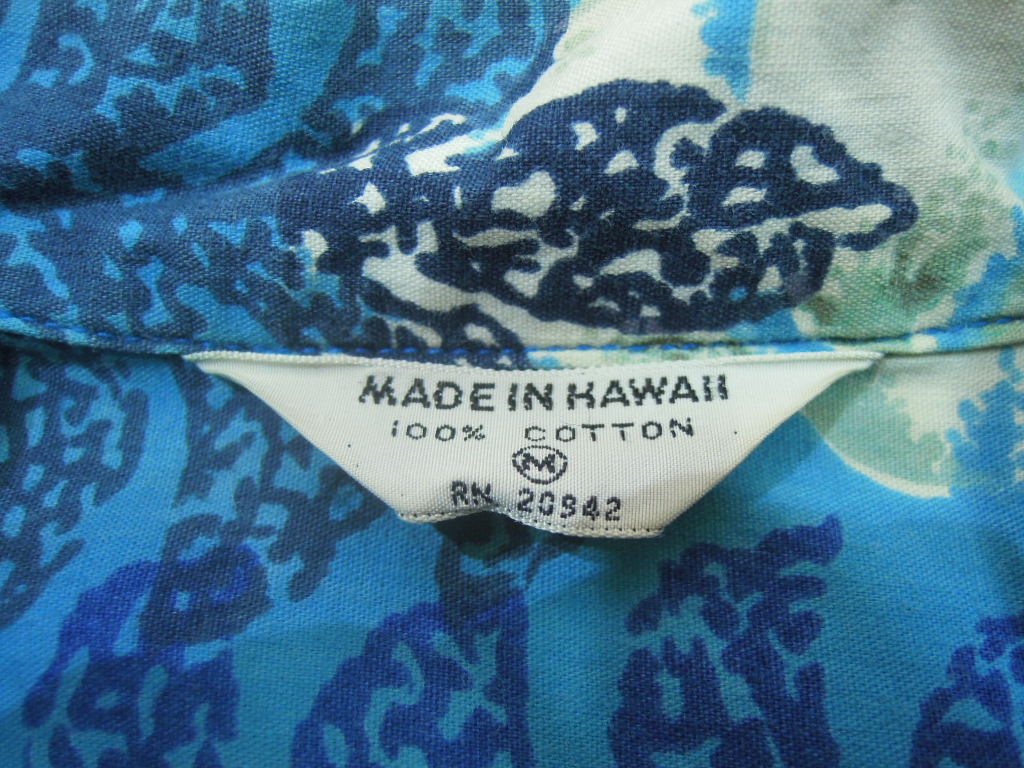 MADE IN HAWAII
100% COTTON
M
RN 20942